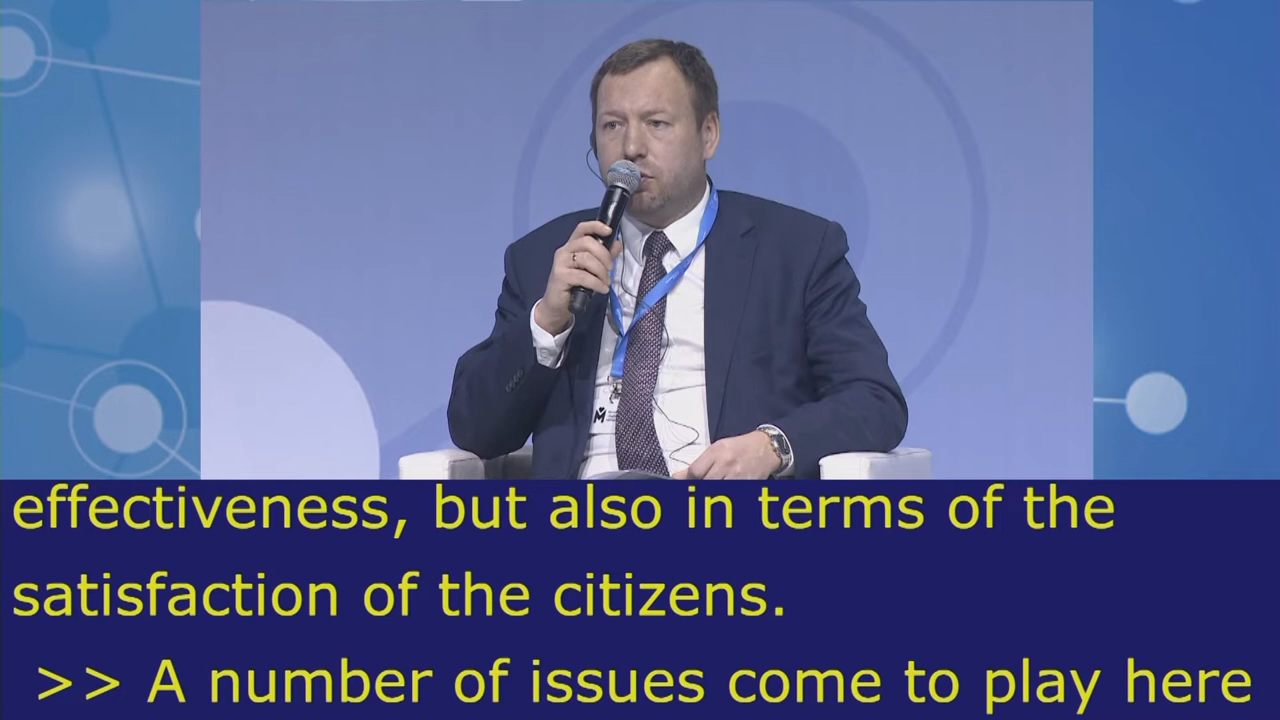 effectiveness, but also in terms of the
satisfaction of the citizens.
>> A number of issues come to play here